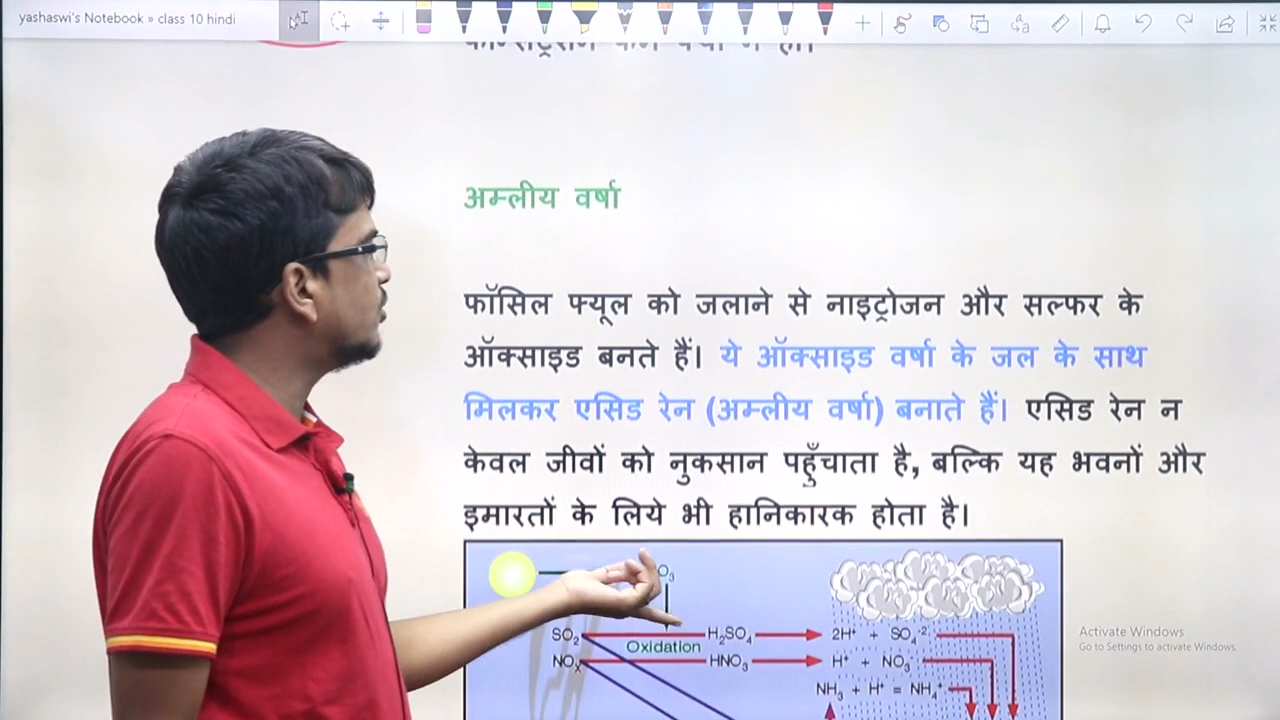 yashaswi's Notebook » class 10 hindi
अम्लीय वर्षा
फॉसिल फ्यूल को जलाने से नाइट्रोजन और सल्फर के
ऑक्साइड बनते हैं। ये ऑक्साइड वर्षा के जल के साथ
मिलकर एसिड रेन (अम्लीय वर्षा) बनाते हैं। एसिड रेन न
केवल जीवों को नुकसान पहुँचाता है, बल्कि यह भवनों और
इमारतों के लिये भी हानिकारक होता है।
O₃
SO₂ H₂SO₄ 2H⁺ + SO₄⁻²
Oxidation
NOₓ HNO₃ H⁺ + NO₃⁻
NH₃ + H⁺ = NH₄⁺
Activate Windows
Go to Settings to activate Windows.